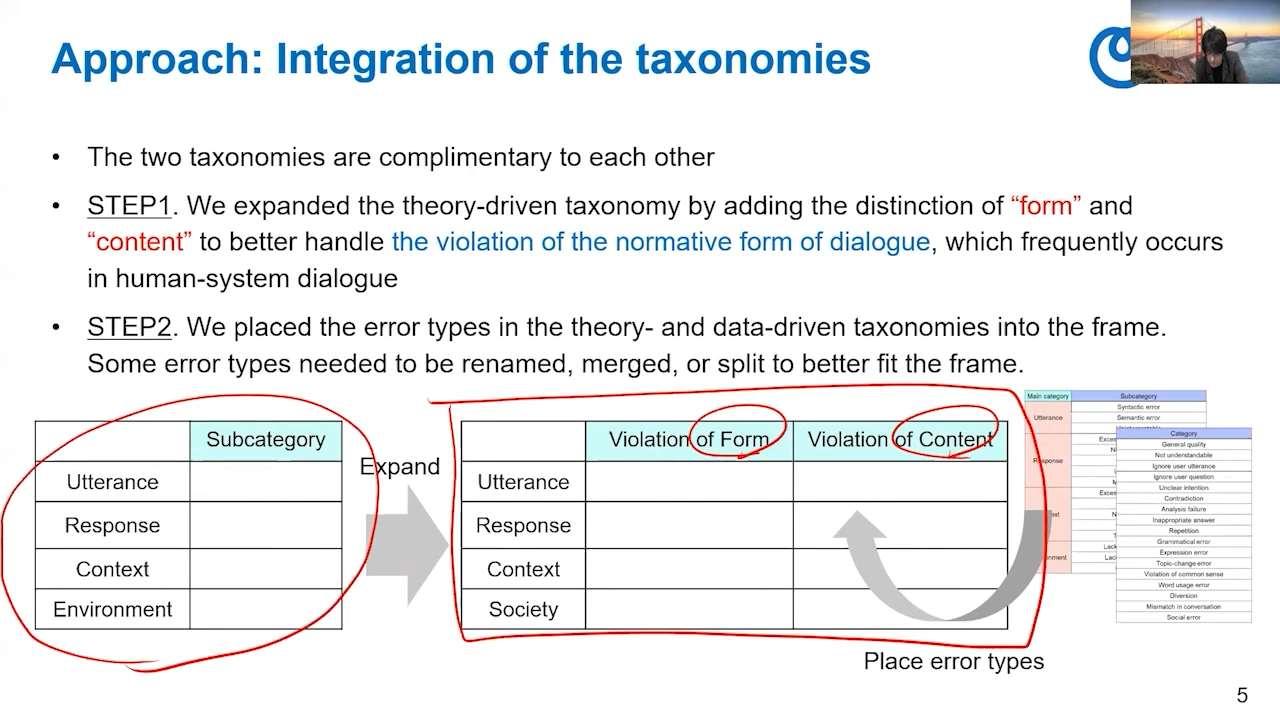 Approach: Integration of the taxonomies
• The two taxonomies are complimentary to each other
• STEP1. We expanded the theory-driven taxonomy by adding the distinction of “form” and
“content” to better handle the violation of the normative form of dialogue, which frequently occurs
in human-system dialogue
• STEP2. We placed the error types in the theory- and data-driven taxonomies into the frame.
Some error types needed to be renamed, merged, or split to better fit the frame.
Subcategory
Utterance
Response
Context
Environment
Expand
Violation of Form Violation of Content
Utterance
Response
Context
Society
Place error types
Main category Subcategory
Utterance
Syntactic error
Semantic error
Response
Category
General quality
Not understandable
Ignore user utterance
Ignore user question
Unclear intention
Contradiction
Analysis failure
Inappropriate answer
Repetition
Grammatical error
Expression error
Topic-change error
Violation of common sense
Word usage error
Diversion
Mismatch in conversation
Social error
5